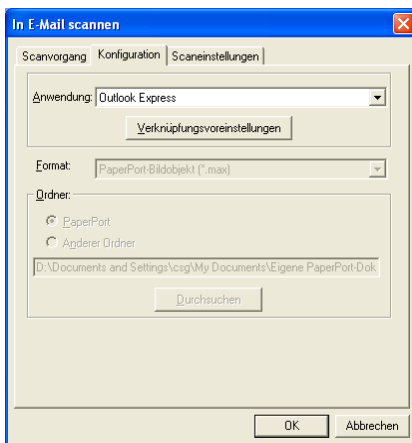 In E-Mail scannen
Scanvorgang Konfiguration Scaneinstellungen
Anwendung: Outlook Express
Verknüpfungsvoreinstellungen
Format: PaperPort-Bildobjekt (*.max)
Ordner:
PaperPort
Anderer Ordner
D:\Documents and Settings\csg\My Documents\Eigene PaperPort-Dok
Durchsuchen
OK Abbrechen